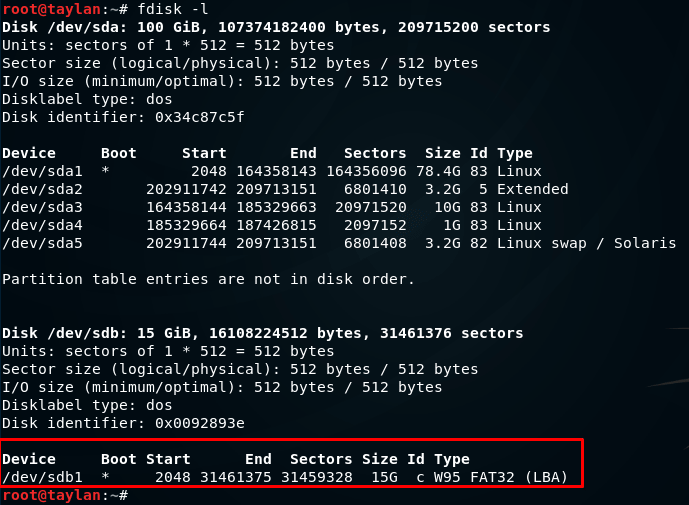 root@taylan:~# fdisk -l
Disk /dev/sda: 100 GiB, 107374182400 bytes, 209715200 sectors
Units: sectors of 1 * 512 = 512 bytes
Sector size (logical/physical): 512 bytes / 512 bytes
I/O size (minimum/optimal): 512 bytes / 512 bytes
Disklabel type: dos
Disk identifier: 0x34c87c5f
Device     Boot     Start       End   Sectors  Size Id Type
/dev/sda1  *         2048 164358143 164356096 78.4G 83 Linux
/dev/sda2       202911742 209713151   6801410  3.2G  5 Extended
/dev/sda3       164358144 185329663  20971520   10G 83 Linux
/dev/sda4       185329664 187426815   2097152    1G 83 Linux
/dev/sda5       202911744 209713151   6801408  3.2G 82 Linux swap / Solaris
Partition table entries are not in disk order.
Disk /dev/sdb: 15 GiB, 16108224512 bytes, 31461376 sectors
Units: sectors of 1 * 512 = 512 bytes
Sector size (logical/physical): 512 bytes / 512 bytes
I/O size (minimum/optimal): 512 bytes / 512 bytes
Disklabel type: dos
Disk identifier: 0x0092893e
Device     Boot Start      End  Sectors Size Id Type
/dev/sdb1  *     2048 31461375 31459328  15G  c W95 FAT32 (LBA)
root@taylan:~#